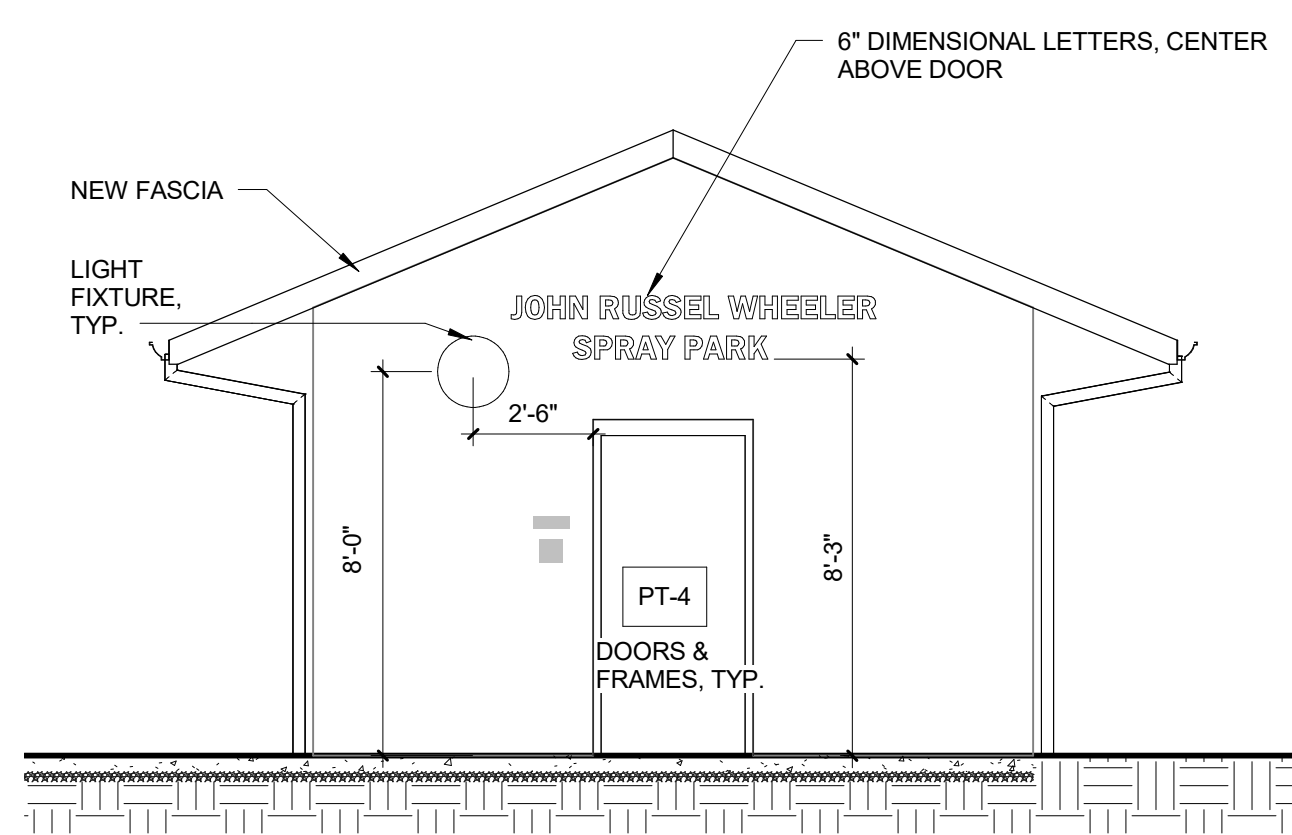 6" DIMENSIONAL LETTERS, CENTER
ABOVE DOOR
NEW FASCIA
LIGHT
FIXTURE,
TYP.
JOHN RUSSEL WHEELER
SPRAY PARK
2'-6"
8'-0"
8'-3"
PT-4
DOORS &
FRAMES, TYP.